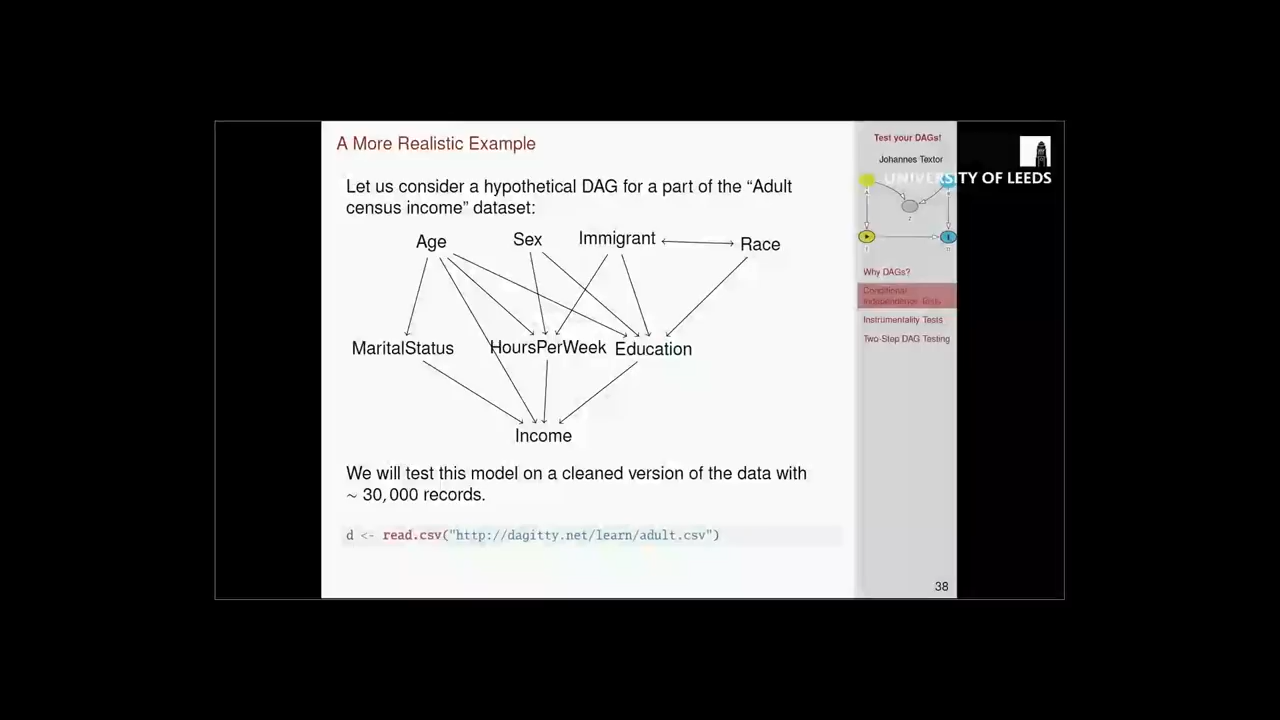 A More Realistic Example
Let us consider a hypothetical DAG for a part of the “Adult
census income” dataset:
Age
Sex
Immigrant
Race
MaritalStatus
HoursPerWeek
Education
Income
We will test this model on a cleaned version of the data with
∼ 30,000 records.
d <- read.csv("http://dagitty.net/learn/adult.csv")
Test your DAGs!
Johannes Textor
UNIVERSITY OF LEEDS
Why DAGs?
Conditional
Independence Tests
Instrumentality Tests
Two-Step DAG Testing
38